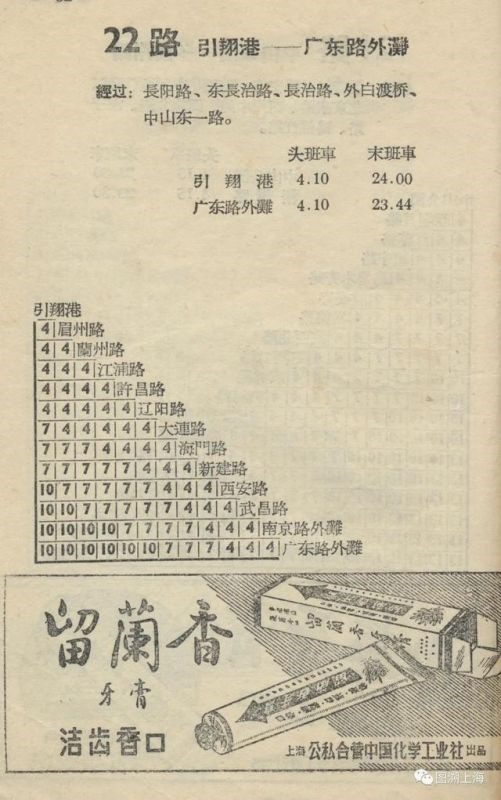 22路 引翔港——广东路外灘
經过：長阳路、东長治路、長治路、外白渡桥、
中山东一路。
头班車 末班車
引翔港 4.10 24.00
广东路外灘 4.10 23.44
引翔港
4 眉州路
4 4 蘭州路
4 4 4 江浦路
4 4 4 4 許昌路
4 4 4 4 4 辽阳路
7 4 4 4 4 4 大連路
7 7 7 4 4 4 4 海門路
7 7 7 7 7 4 4 4 新建路
10 7 7 7 7 7 4 4 4 西安路
10 10 7 7 7 7 7 4 4 4 武昌路
10 10 10 10 7 7 7 7 4 4 4 南京路外灘
10 10 10 10 10 10 7 7 7 4 4 4 广东路外灘
留蘭香
牙膏
洁齿香口
留蘭香牙膏
上海 公私合營中国化学工业社 出品
图溯上海